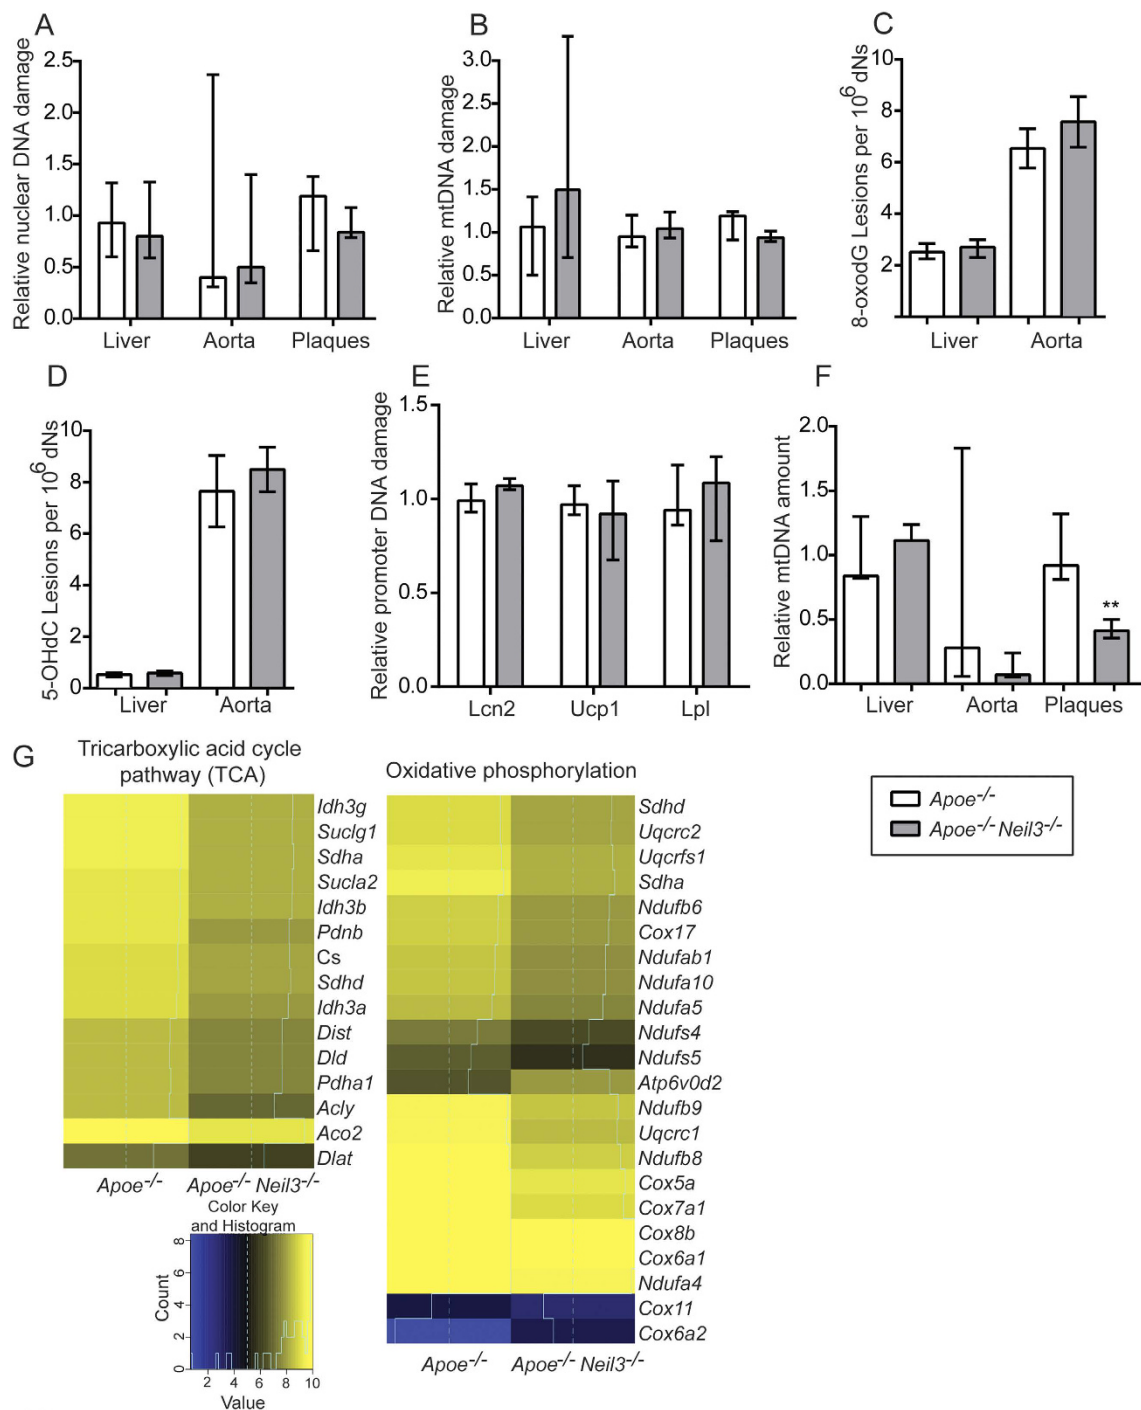 A
Relative nuclear DNA damage
2.5
2.0
1.5
1.0
0.5
0.0
Liver Aorta Plaques
B
Relative mtDNA damage
3.0
2.5
2.0
1.5
1.0
0.5
0.0
Liver Aorta Plaques
C
8-oxodG Lesions per 10^6 dNs
10
8
6
4
2
Liver Aorta
D
5-OHdC Lesions per 10^6 dNs
10
8
6
4
2
0
Liver Aorta
E
Relative promoter DNA damage
1.5
1.0
0.5
0.0
Lcn2 Ucp1 Lpl
F
Relative mtDNA amount
2.0
1.5
1.0
0.5
0.0
**
Liver Aorta Plaques
G
Tricarboxylic acid cycle
pathway (TCA)
Idh3g
Suclg1
Sdha
Sucla2
Idh3b
Pdnb
Cs
Sdhd
Idh3a
Dist
Dld
Pdha1
Acly
Aco2
Dlat
Apoe-/- Apoe-/- Neil3-/-
Color Key
and Histogram
Count
8
6
4
2
0
2 4 6 8 10
Value
Oxidative phosphorylation
Sdhd
Uqcrc2
Uqcrfs1
Sdha
Ndufb6
Cox17
Ndufab1
Ndufa10
Ndufa5
Ndufs4
Ndufs5
Atp6v0d2
Ndufb9
Uqcrc1
Ndufb8
Cox5a
Cox7a1
Cox8b
Cox6a1
Ndufa4
Cox11
Cox6a2
Apoe-/- Apoe-/- Neil3-/-
Apoe-/-
Apoe-/- Neil3-/-